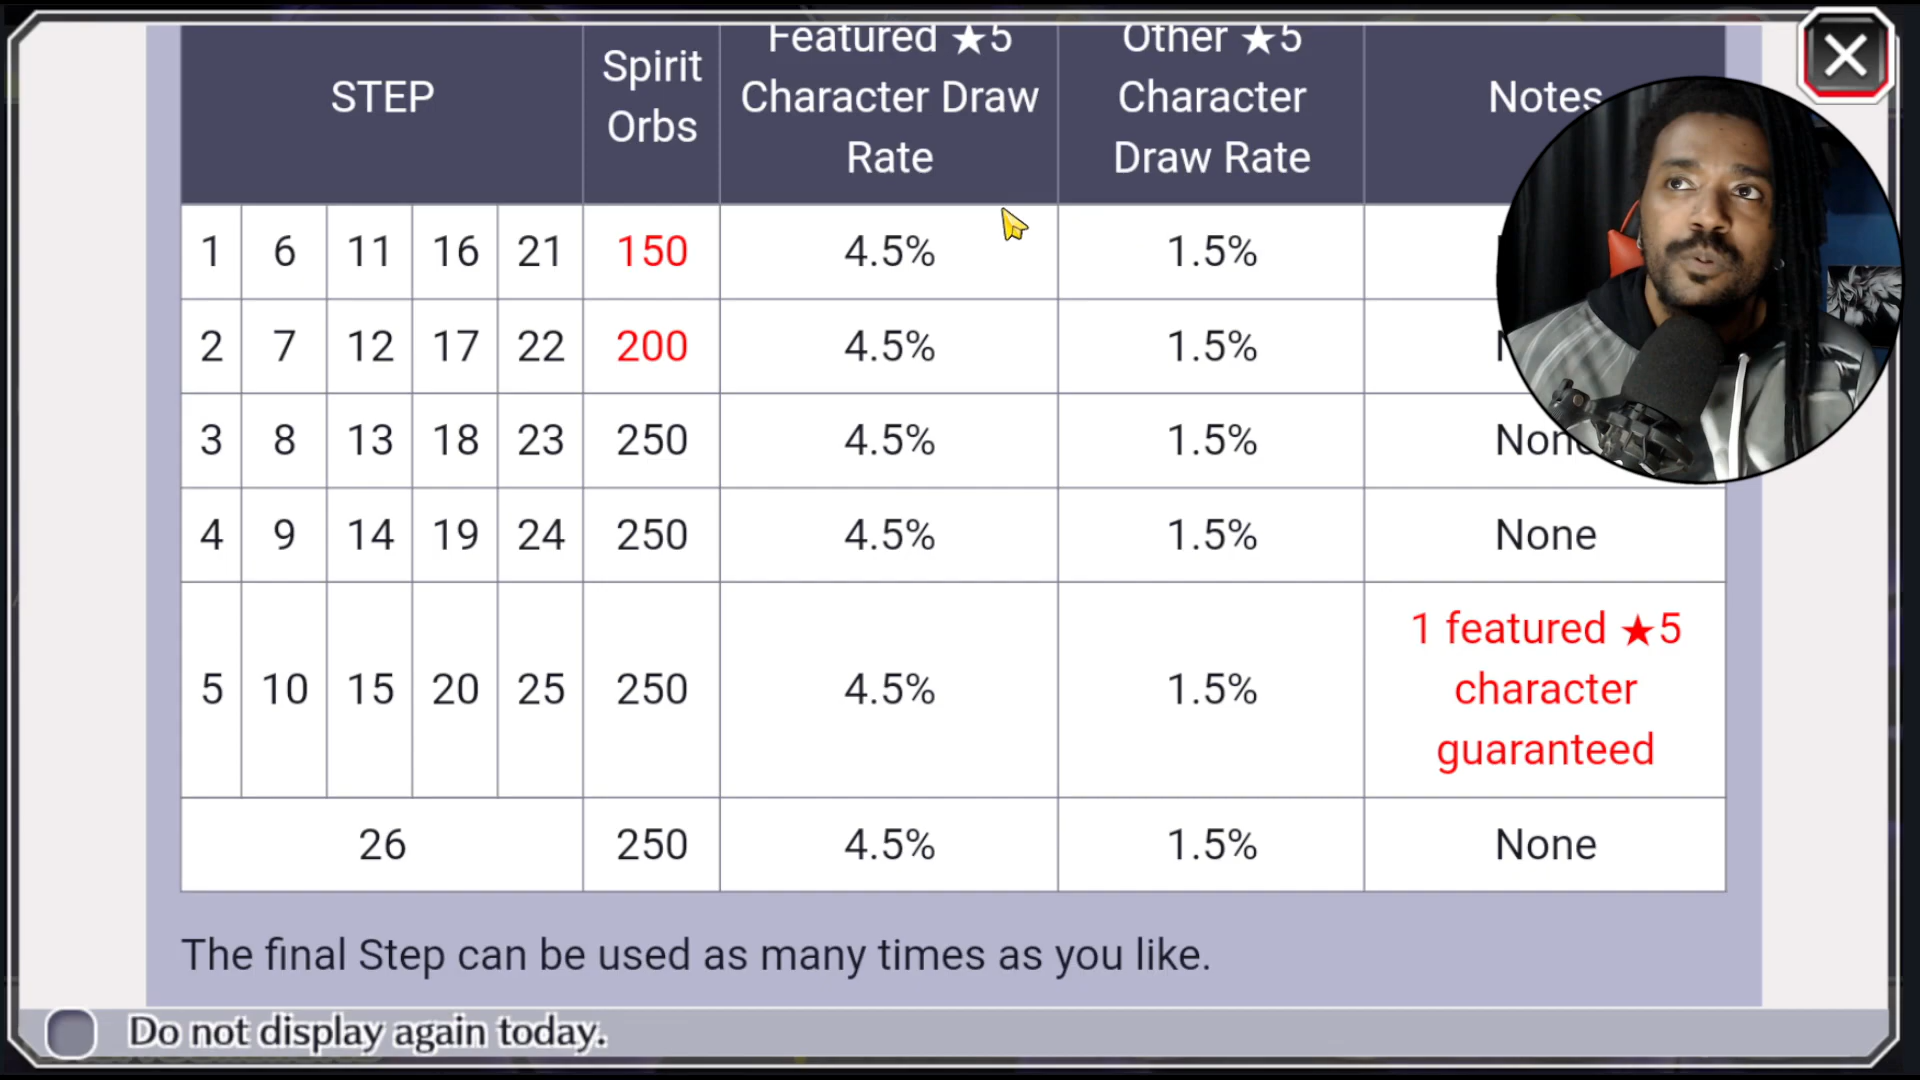 STEP
Spirit
Orbs
Featured ★5
Character Draw
Rate
Other ★5
Character
Draw Rate
Notes
1 6 11 16 21 150 4.5% 1.5%
2 7 12 17 22 200 4.5% 1.5%
3 8 13 18 23 250 4.5% 1.5%
4 9 14 19 24 250 4.5% 1.5% None
5 10 15 20 25 250 4.5% 1.5%
1 featured ★5
character
guaranteed
26 250 4.5% 1.5% None
The final Step can be used as many times as you like.
Do not display again today.